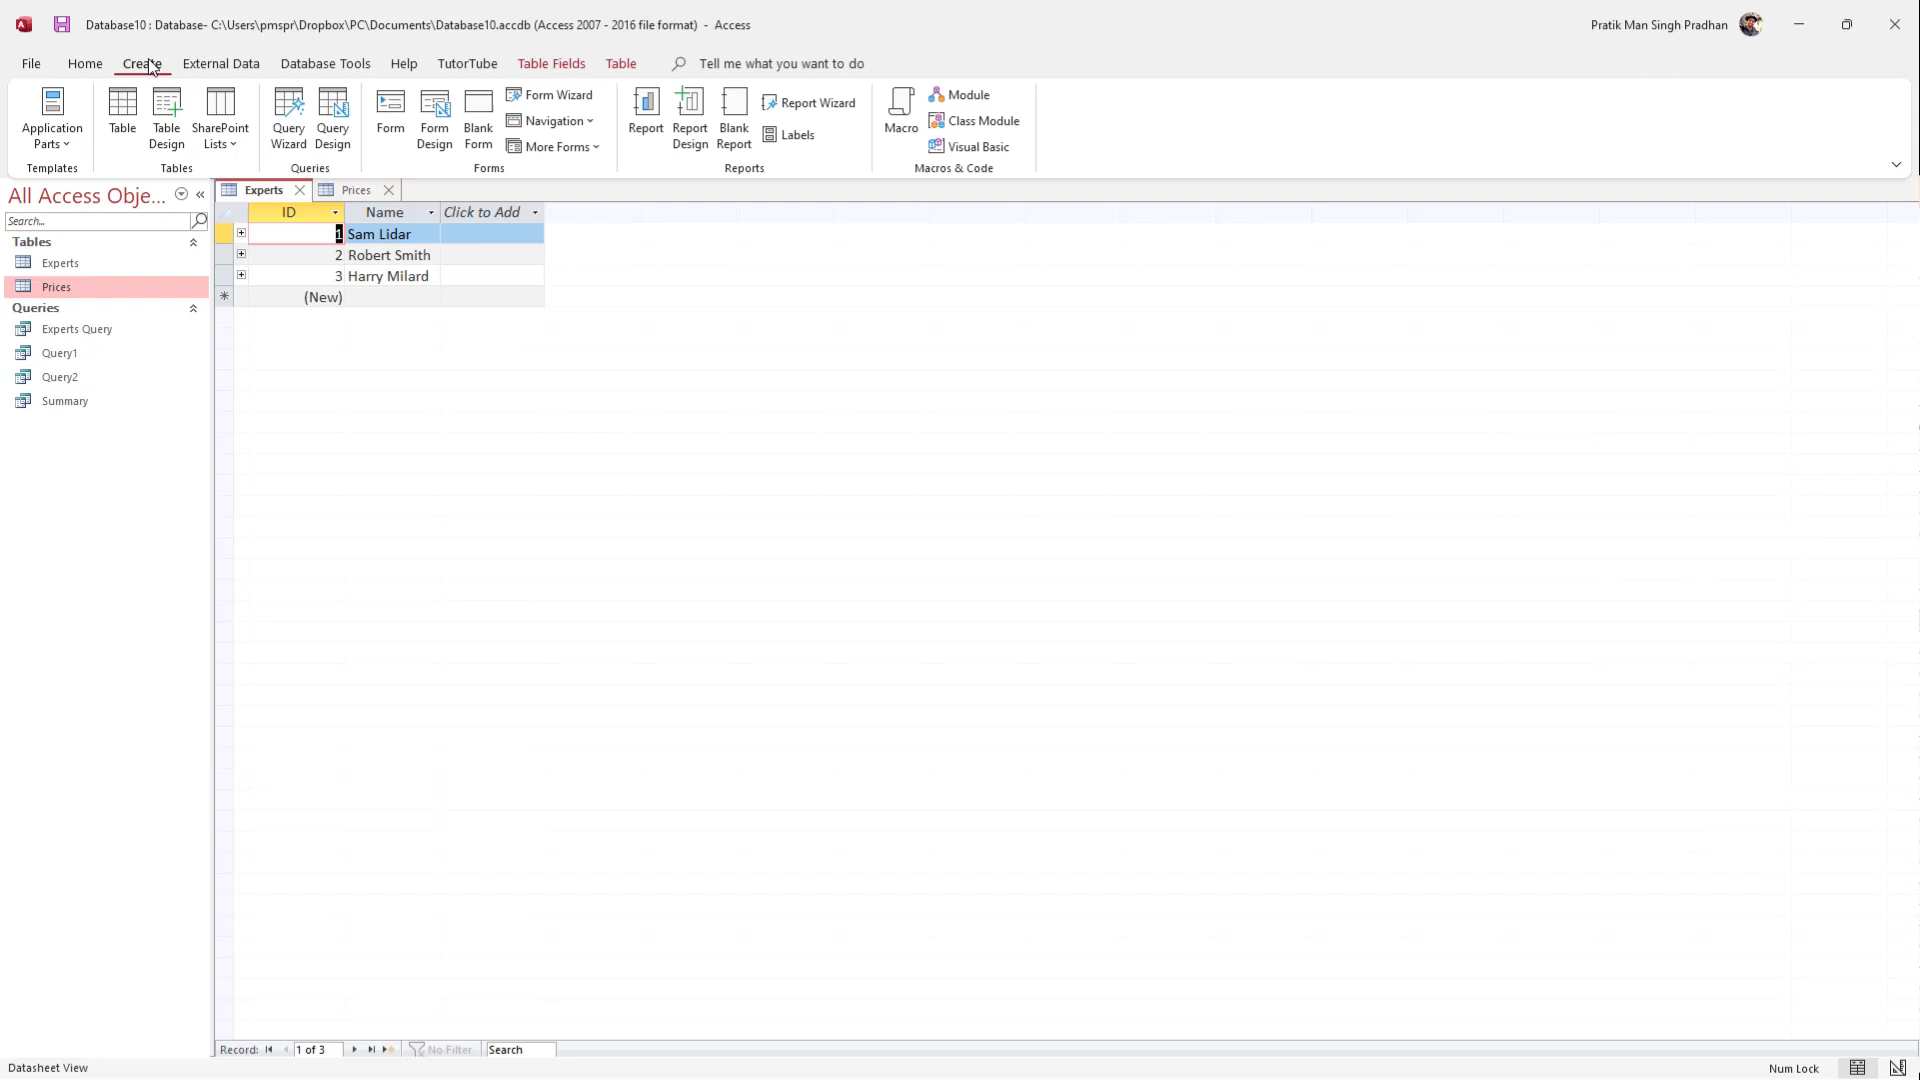 Database10 : Database- C:\Users\pmspr\Dropbox\PC\Documents\Database10.accdb (Access 2007 - 2016 file format) - Access
Pratik Man Singh Pradhan
File Home Create External Data Database Tools Help TutorTube Table Fields Table Tell me what you want to do
Application Parts
Templates
Table
Table Design
SharePoint Lists
Tables
Query Wizard
Query Design
Queries
Form
Form Design
Blank Form
Form Wizard
Navigation
More Forms
Forms
Report
Report Design
Blank Report
Report Wizard
Labels
Reports
Macro
Module
Class Module
Visual Basic
Macros & Code
All Access Obje...
Search...
Tables
Experts
Prices
Queries
Experts Query
Query1
Query2
Summary
Experts Prices
ID Name Click to Add
1 Sam Lidar
2 Robert Smith
3 Harry Milard
(New)
Record: 1 of 3 No Filter Search
Datasheet View
Num Lock